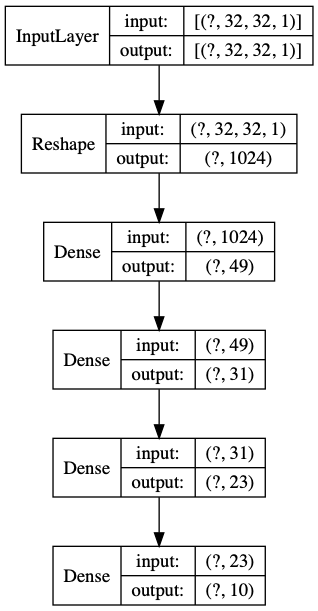 InputLayer
input: [(?, 32, 32, 1)]
output: [(?, 32, 32, 1)]
Reshape
input: (?, 32, 32, 1)
output: (?, 1024)
Dense
input: (?, 1024)
output: (?, 49)
Dense
input: (?, 49)
output: (?, 31)
Dense
input: (?, 31)
output: (?, 23)
Dense
input: (?, 23)
output: (?, 10)